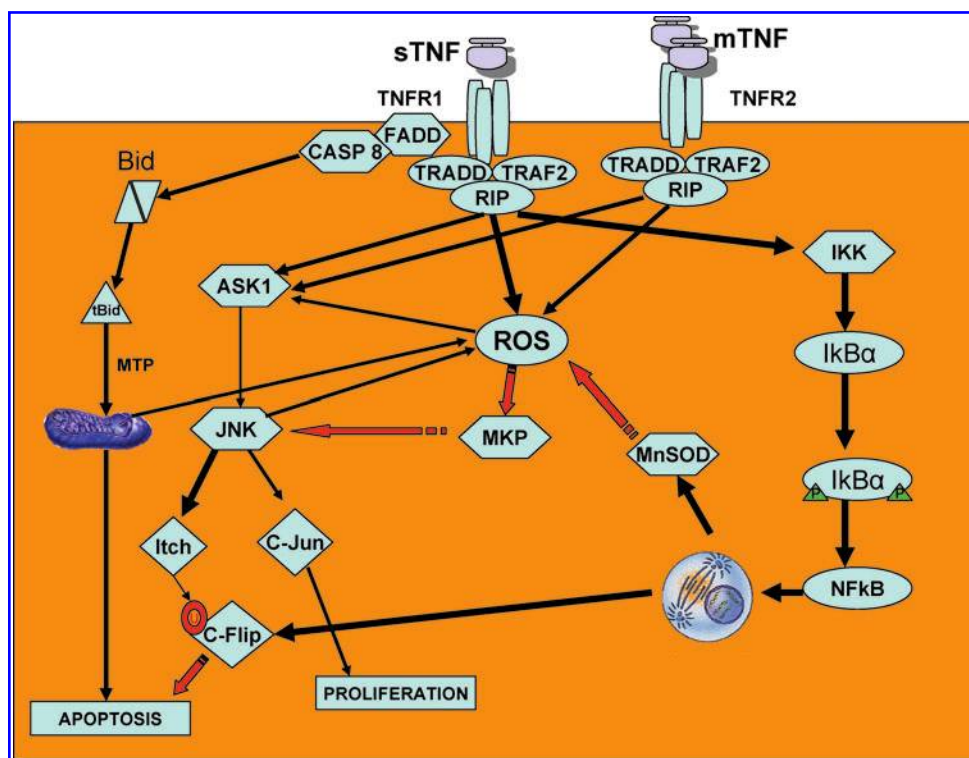 sTNF
mTNF
TNFR1
TNFR2
FADD
CASP 8
Bid
TRADD
TRAF2
RIP
TRADD
TRAF2
RIP
IKK
ASK1
tBid
ROS
IkBα
MTP
JNK
MKP
MnSOD
IkBα
P
P
Itch
C-Jun
NFkB
C-Flip
PROLIFERATION
APOPTOSIS